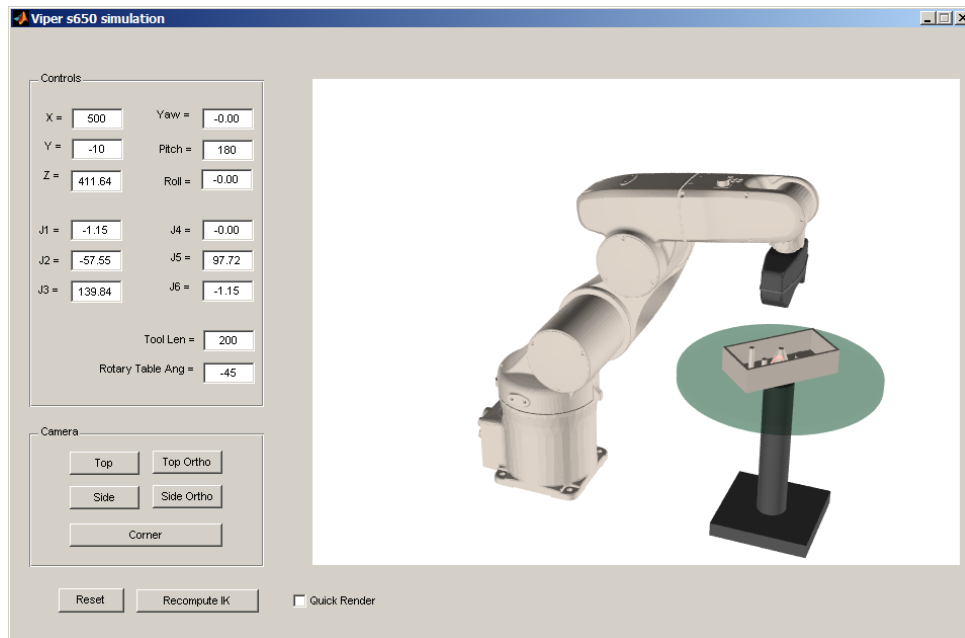 Viper s650 simulation
Controls
X = 500 Yaw = -0.00
Y = -10 Pitch = 180
Z = 411.64 Roll = -0.00
J1 = -1.15 J4 = -0.00
J2 = -57.55 J5 = 97.72
J3 = 139.84 J6 = -1.15
Tool Len = 200
Rotary Table Ang = -45
Camera
Top Top Ortho
Side Side Ortho
Corner
Reset Recompute IK Quick Render